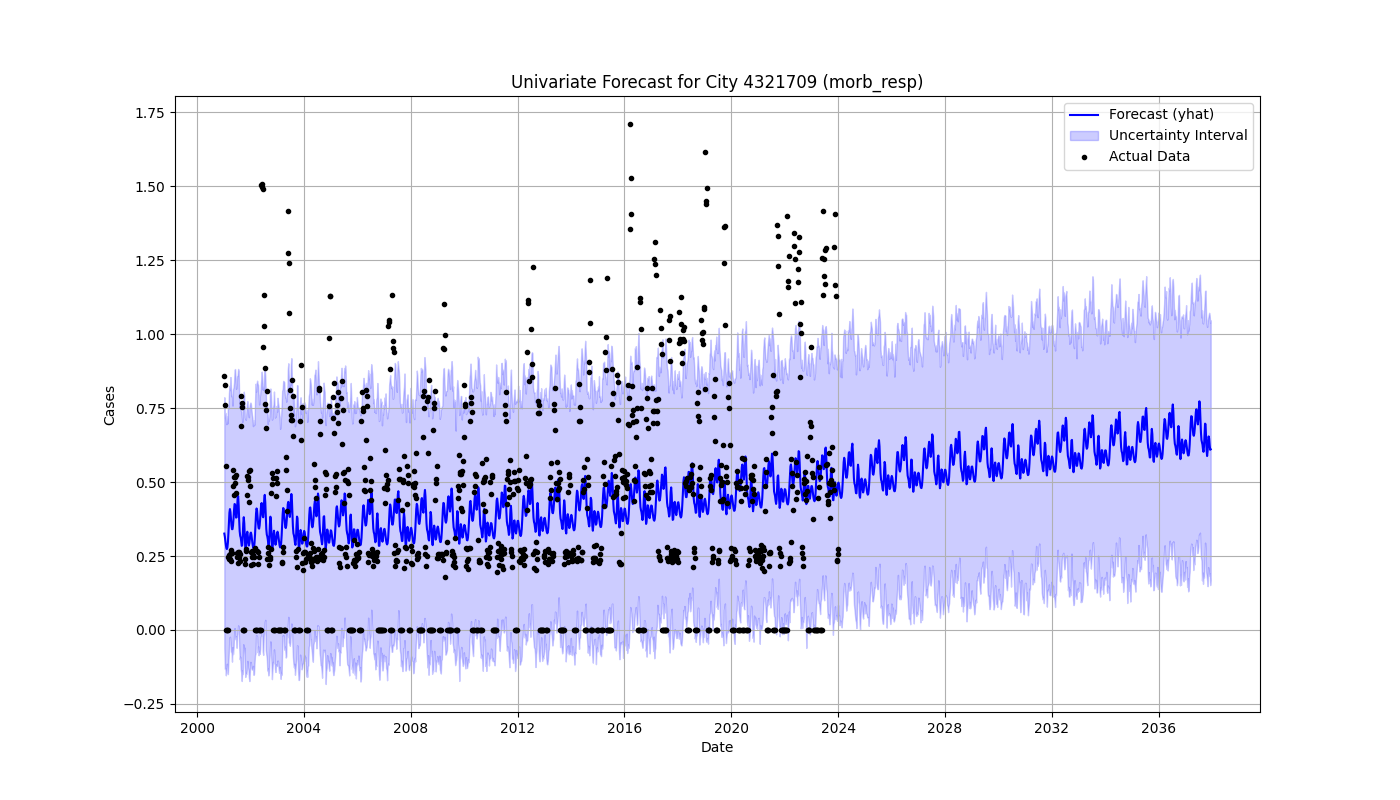 Univariate Forecast for City 4321709 (morb_resp)
Forecast (yhat)
Uncertainty Interval
Actual Data
1.75
1.50
1.25
1.00
0.75
0.50
0.25
0.00
−0.25
Cases
2000 2004 2008 2012 2016 2020 2024 2028 2032 2036
Date